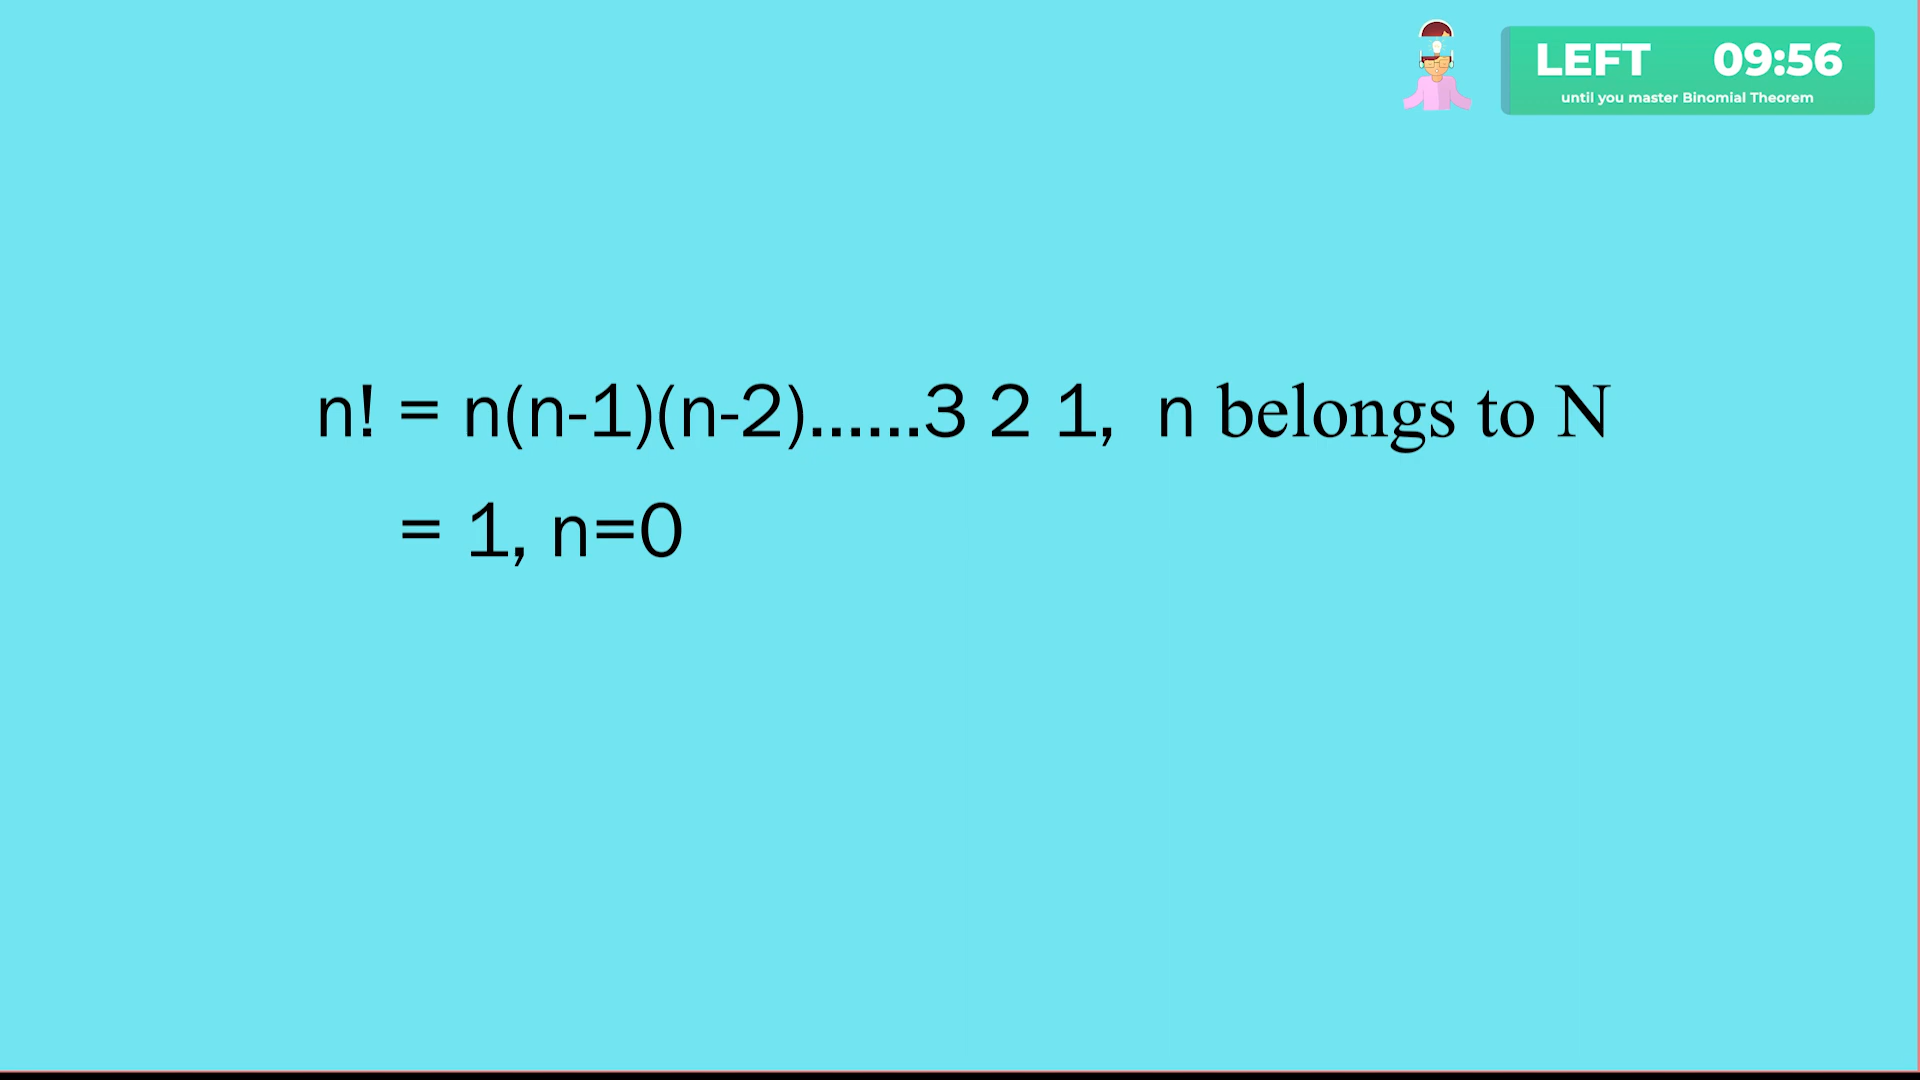 LEFT 09:56
until you master Binomial Theorem
n! = n(n-1)(n-2)......3 2 1, n belongs to N
= 1, n=0